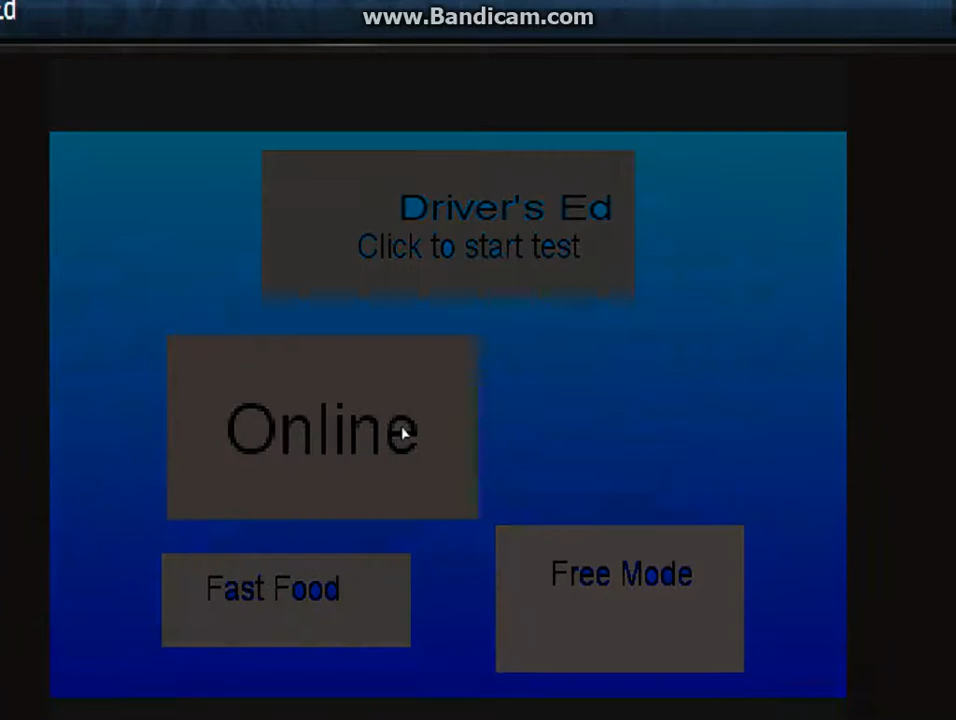 www.Bandicam.com
Driver's Ed
Click to start test
Online
Fast Food
Free Mode